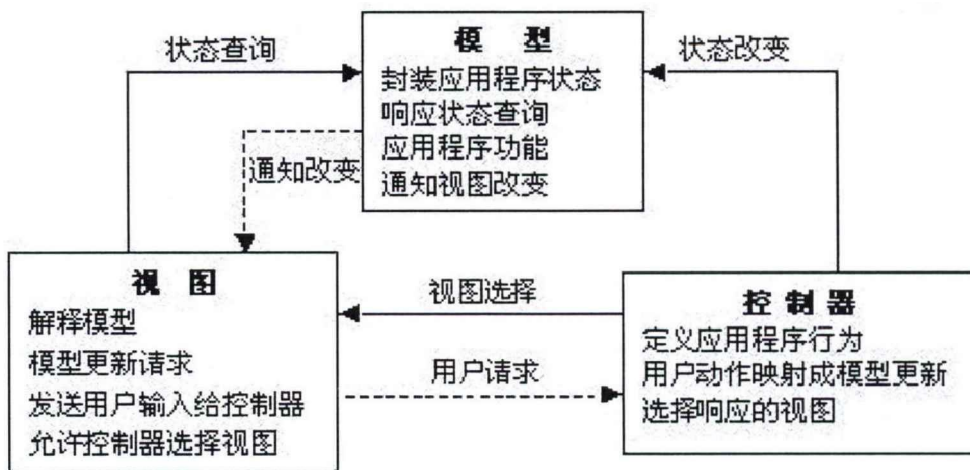 状态查询
模 型
封装应用程序状态
响应状态查询
应用程序功能
通知视图改变
状态改变
通知改变
视 图
解释模型
模型更新请求
发送用户输入给控制器
允许控制器选择视图
视图选择
用户请求
控 制 器
定义应用程序行为
用户动作映射成模型更新
选择响应的视图